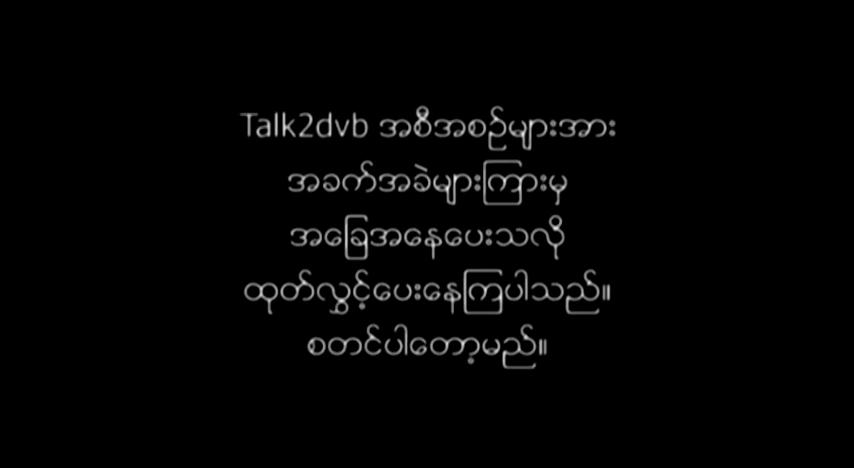 Talk2dvb အစီအစဉ်များအား
အခက်အခဲများကြားမှ
အခြေအနေပေးသလို
ထုတ်လွှင့်ပေးနေကြပါသည်။
စတင်ပါတော့မည်။